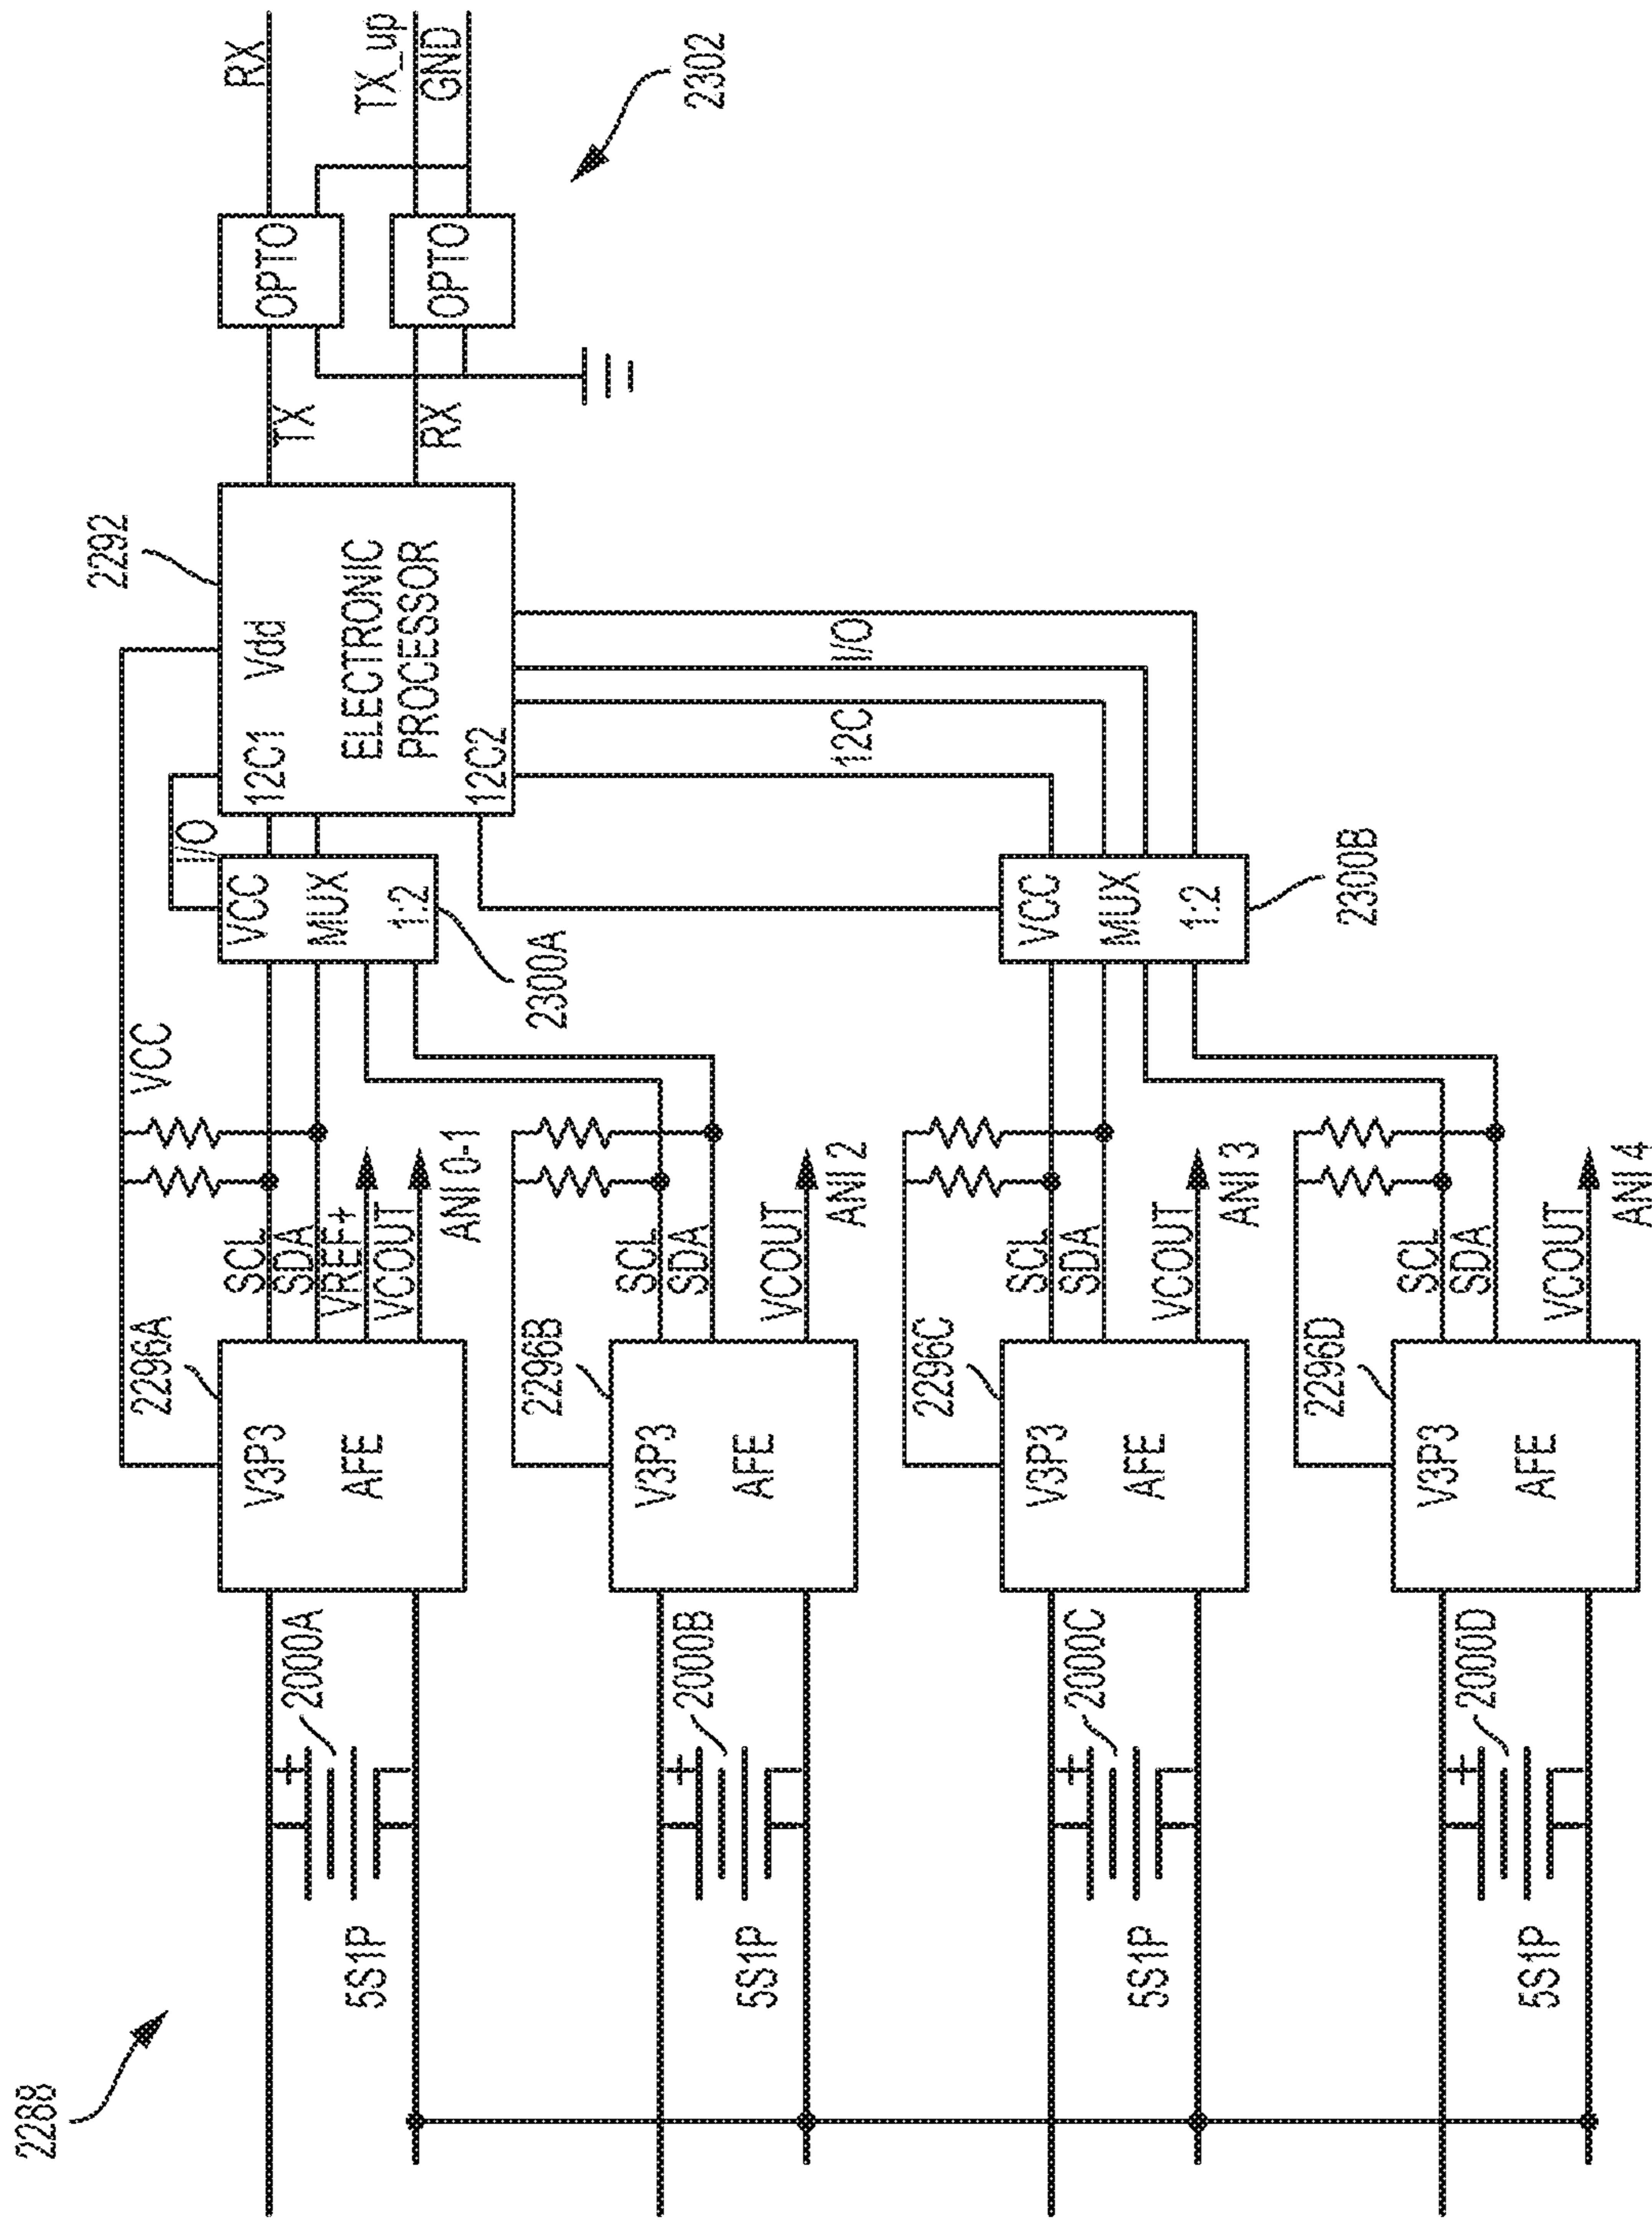 2288
5S1P
2000A
2296A
V3P3
AFE
SCL
SDA
VREF+
VCOUT
ANI 0-1
VCC
2300A
VCC
MUX
1:2
I/O
12C1
Vdd
ELECTRONIC
PROCESSOR
12C2
2292
TX
RX
OPTO
OPTO
RX
TX_up
GND
2302
5S1P
2000B
2296B
V3P3
AFE
SCL
SDA
VCOUT
ANI 2
12C
I/O
5S1P
2000C
2296C
V3P3
AFE
SCL
SDA
VCOUT
ANI 3
VCC
MUX
1:2
2300B
5S1P
2000D
2296D
V3P3
AFE
SCL
SDA
VCOUT
ANI 4